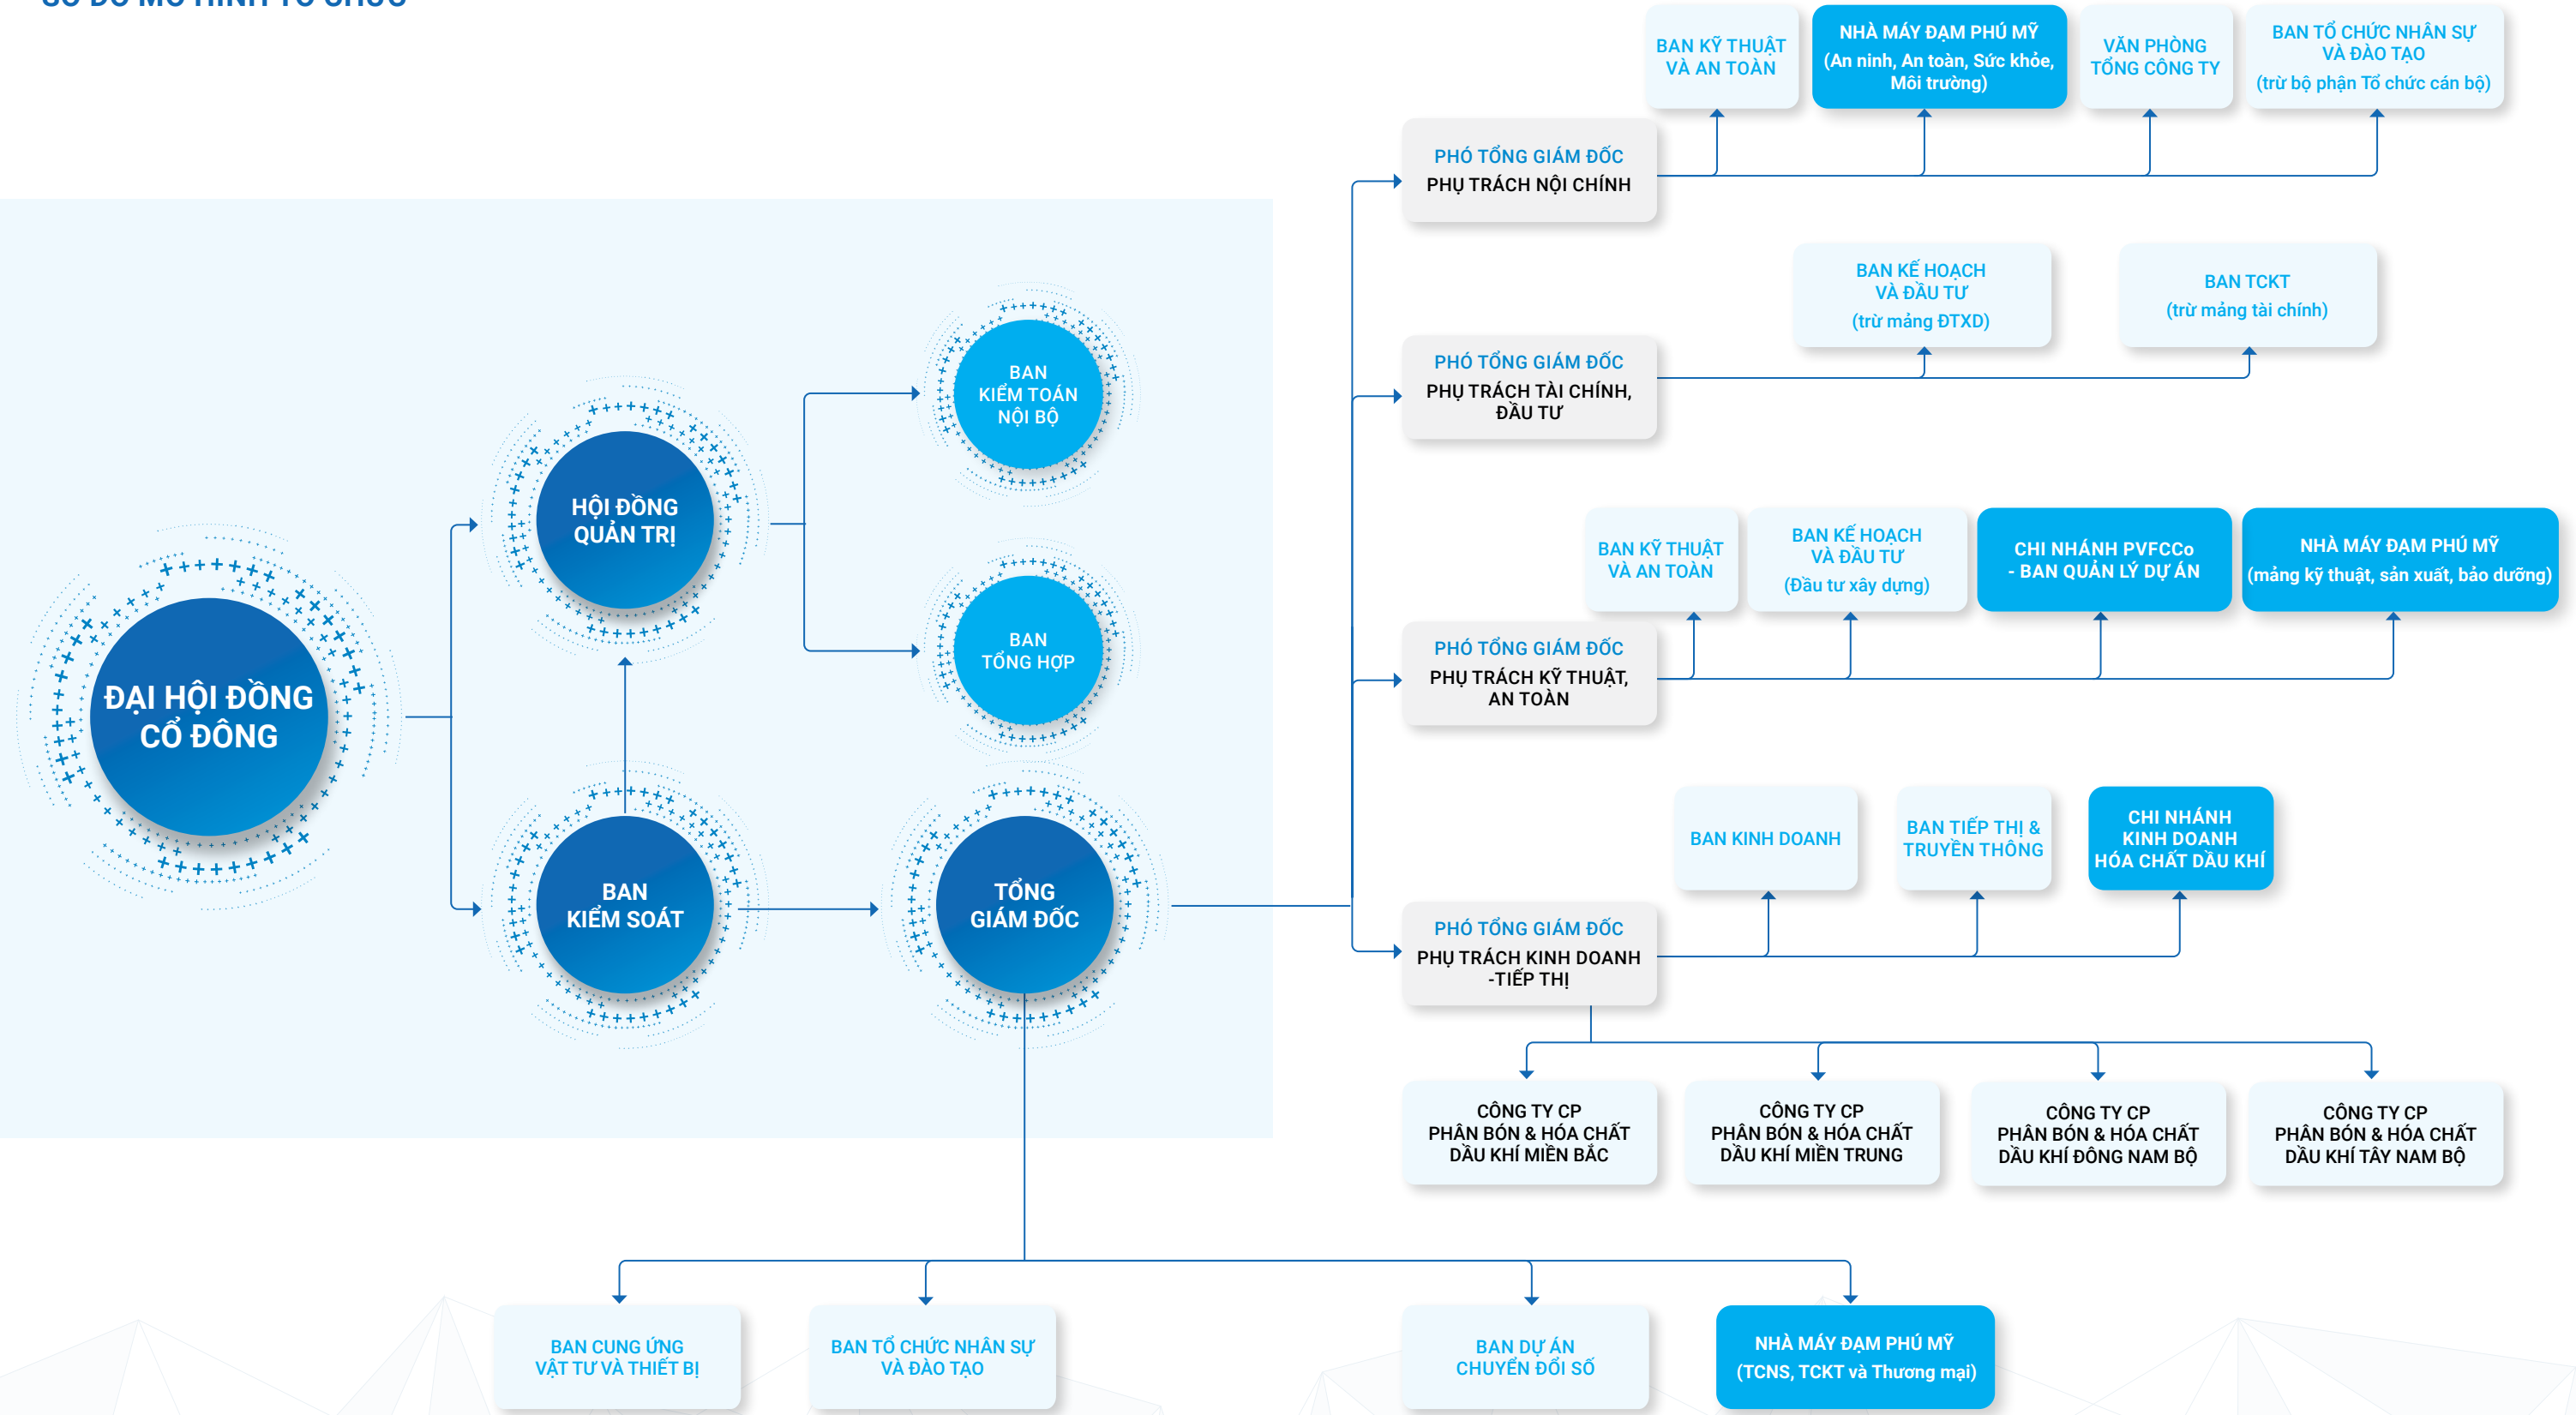 SƠ ĐỒ MÔ HÌNH TỔ CHỨC
BAN KỸ THUẬT
VÀ AN TOÀN
NHÀ MÁY ĐẠM PHÚ MỸ
(An ninh, An toàn, Sức khỏe,
Môi trường)
VĂN PHÒNG
TỔNG CÔNG TY
BAN TỔ CHỨC NHÂN SỰ
VÀ ĐÀO TẠO
(trừ bộ phận Tổ chức cán bộ)
PHÓ TỔNG GIÁM ĐỐC
PHỤ TRÁCH NỘI CHÍNH
BAN KẾ HOẠCH
VÀ ĐẦU TƯ
(trừ mảng ĐTXD)
BAN TCKT
(trừ mảng tài chính)
PHÓ TỔNG GIÁM ĐỐC
PHỤ TRÁCH TÀI CHÍNH,
ĐẦU TƯ
BAN
KIỂM TOÁN
NỘI BỘ
HỘI ĐỒNG
QUẢN TRỊ
BAN
TỔNG HỢP
ĐẠI HỘI ĐỒNG
CỔ ĐÔNG
BAN KỸ THUẬT
VÀ AN TOÀN
BAN KẾ HOẠCH
VÀ ĐẦU TƯ
(Đầu tư xây dựng)
CHI NHÁNH PVFCCo
- BAN QUẢN LÝ DỰ ÁN
NHÀ MÁY ĐẠM PHÚ MỸ
(mảng kỹ thuật, sản xuất, bảo dưỡng)
PHÓ TỔNG GIÁM ĐỐC
PHỤ TRÁCH KỸ THUẬT,
AN TOÀN
BAN
KIỂM SOÁT
TỔNG
GIÁM ĐỐC
BAN KINH DOANH
BAN TIẾP THỊ &
TRUYỀN THÔNG
CHI NHÁNH
KINH DOANH
HÓA CHẤT DẦU KHÍ
PHÓ TỔNG GIÁM ĐỐC
PHỤ TRÁCH KINH DOANH
-TIẾP THỊ
CÔNG TY CP
PHÂN BÓN & HÓA CHẤT
DẦU KHÍ MIỀN BẮC
CÔNG TY CP
PHÂN BÓN & HÓA CHẤT
DẦU KHÍ MIỀN TRUNG
CÔNG TY CP
PHÂN BÓN & HÓA CHẤT
DẦU KHÍ ĐÔNG NAM BỘ
CÔNG TY CP
PHÂN BÓN & HÓA CHẤT
DẦU KHÍ TÂY NAM BỘ
BAN CUNG ỨNG
VẬT TƯ VÀ THIẾT BỊ
BAN TỔ CHỨC NHÂN SỰ
VÀ ĐÀO TẠO
BAN DỰ ÁN
CHUYỂN ĐỔI SỐ
NHÀ MÁY ĐẠM PHÚ MỸ
(TCNS, TCKT và Thương mại)